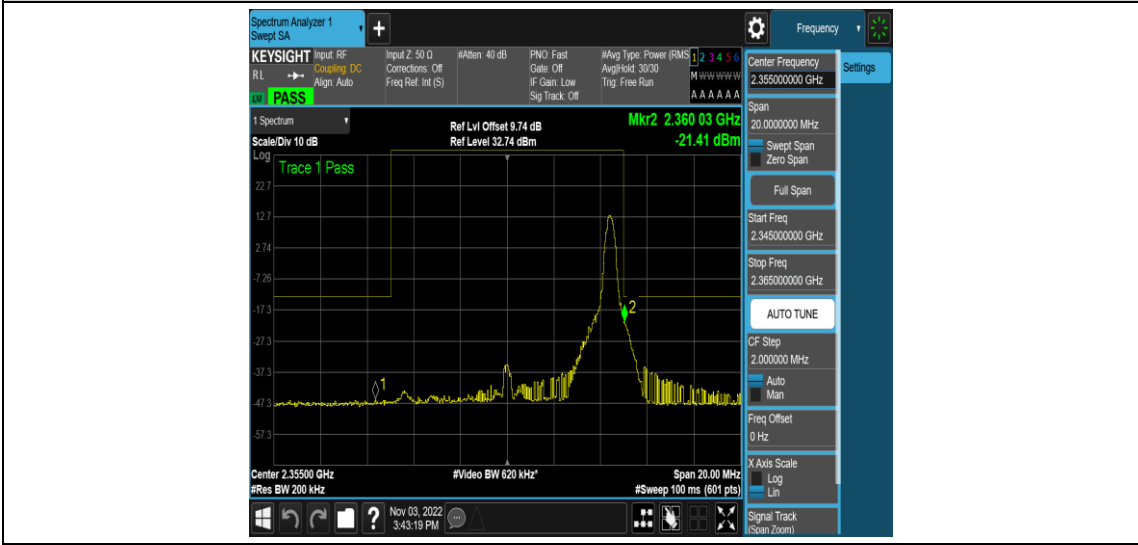 Spectrum Analyzer 1
Swept SA
+
Frequency
KEYSIGHT
RL
PASS
Input: RF
Coupling: DC
Align: Auto
Input Z: 50 Ω
Corrections: Off
Freq Ref: Int (S)
#Atten: 40 dB
PNO: Fast
Gate: Off
IF Gain: Low
Sig Track: Off
#Avg Type: Power (RMS
Avg|Hold: 30/30
Trig: Free Run
1 2 3 4 5 6
M W W W W W
A A A A A A
1 Spectrum
Scale/Div 10 dB
Ref Lvl Offset 9.74 dB
Ref Level 32.74 dBm
Mkr2 2.360 03 GHz
-21.41 dBm
Log
Trace 1 Pass
22.7
12.7
2.74
-7.26
-17.3
-27.3
-37.3
-47.3
-57.3
1
2
Center 2.35500 GHz
#Res BW 200 kHz
#Video BW 620 kHz*
Span 20.00 MHz
#Sweep 100 ms (601 pts)
?
Nov 03, 2022
3:43:19 PM
Center Frequency
2.355000000 GHz
Settings
Span
20.0000000 MHz
Swept Span
Zero Span
Full Span
Start Freq
2.345000000 GHz
Stop Freq
2.365000000 GHz
AUTO TUNE
CF Step
2.000000 MHz
Auto
Man
Freq Offset
0 Hz
X Axis Scale
Log
Lin
Signal Track
(Span Zoom)